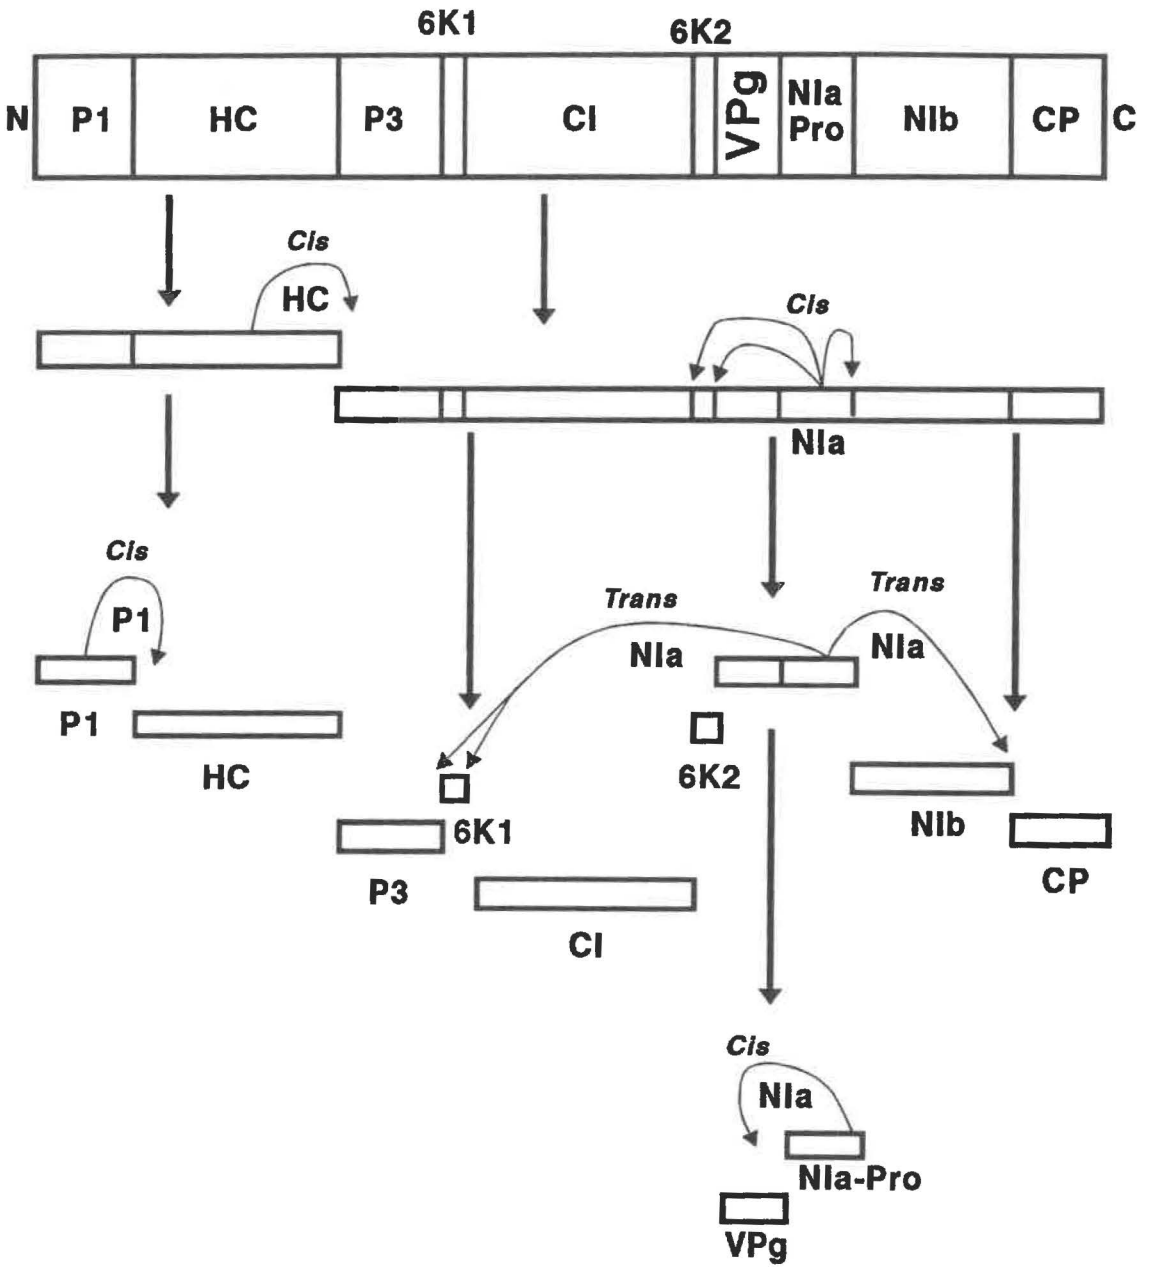 6K1
6K2
N P1 HC P3 CI VPg NIa Pro NIb CP C
Cis
HC
Cis
NIa
Cis
P1
Trans
NIa
Trans
NIa
P1
HC
6K2
6K1
NIb
P3
CP
CI
Cis
NIa
NIa-Pro
VPg